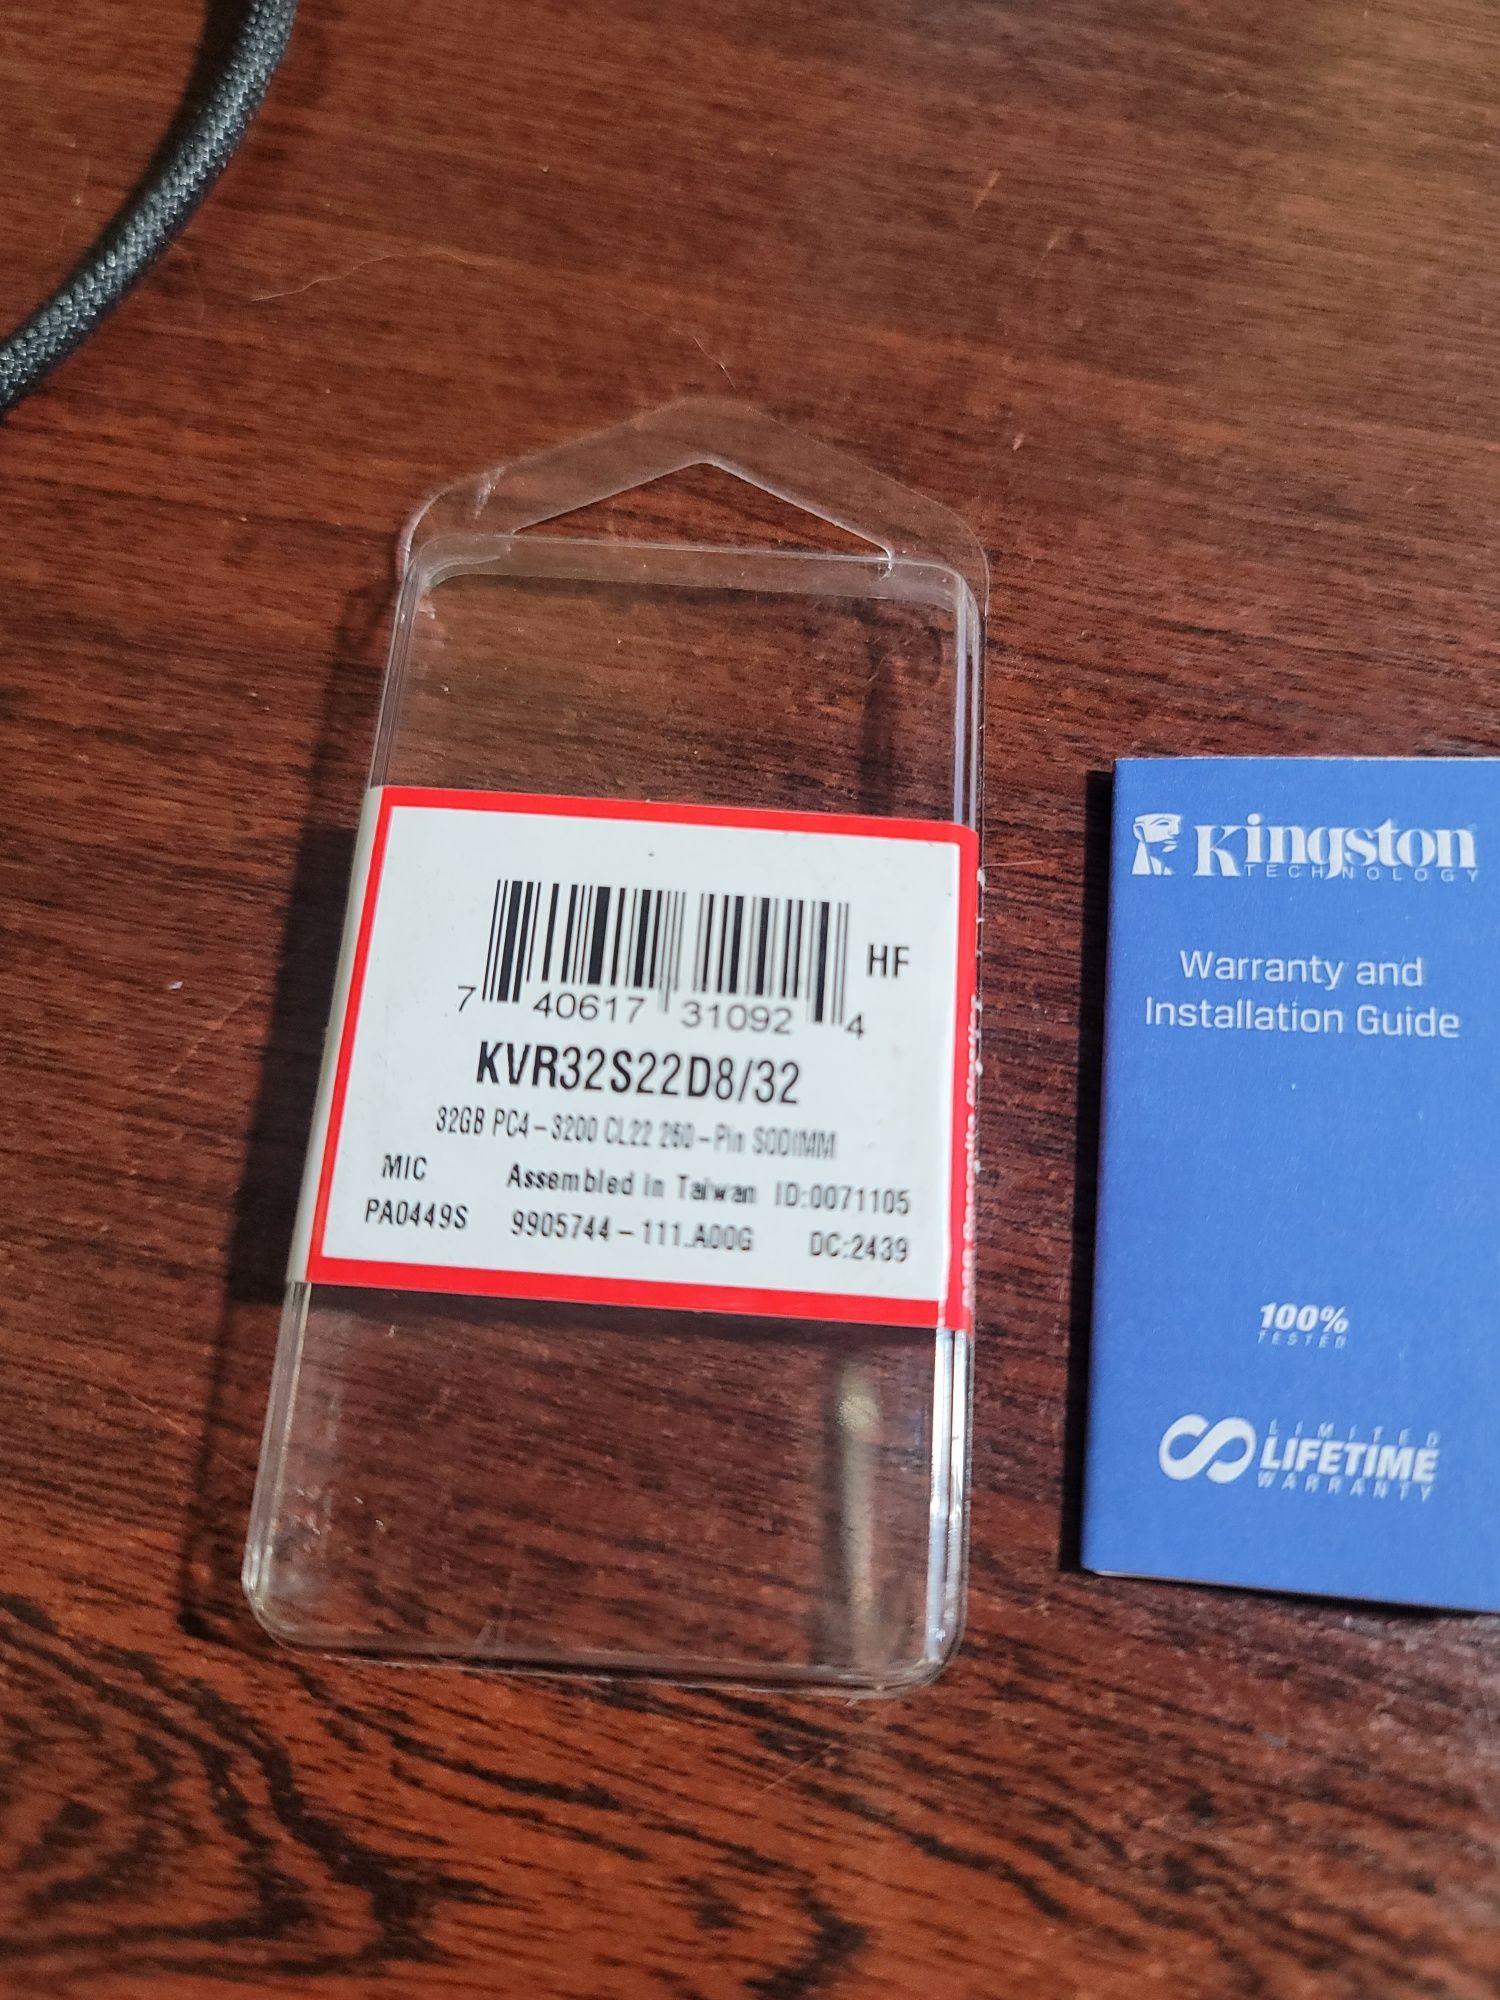 HF
7 40617 31092 4
KVR32S22D8/32
32GB PC4-3200 CL22 260-Pin SODIMM
MIC Assembled in Taiwan ID:0071105
PA0449S 9905744-111.A00G DC:2439
Kingston
TECHNOLOGY
Warranty and
Installation Guide
100%
TESTED
LIMITED
LIFETIME
WARRANTY